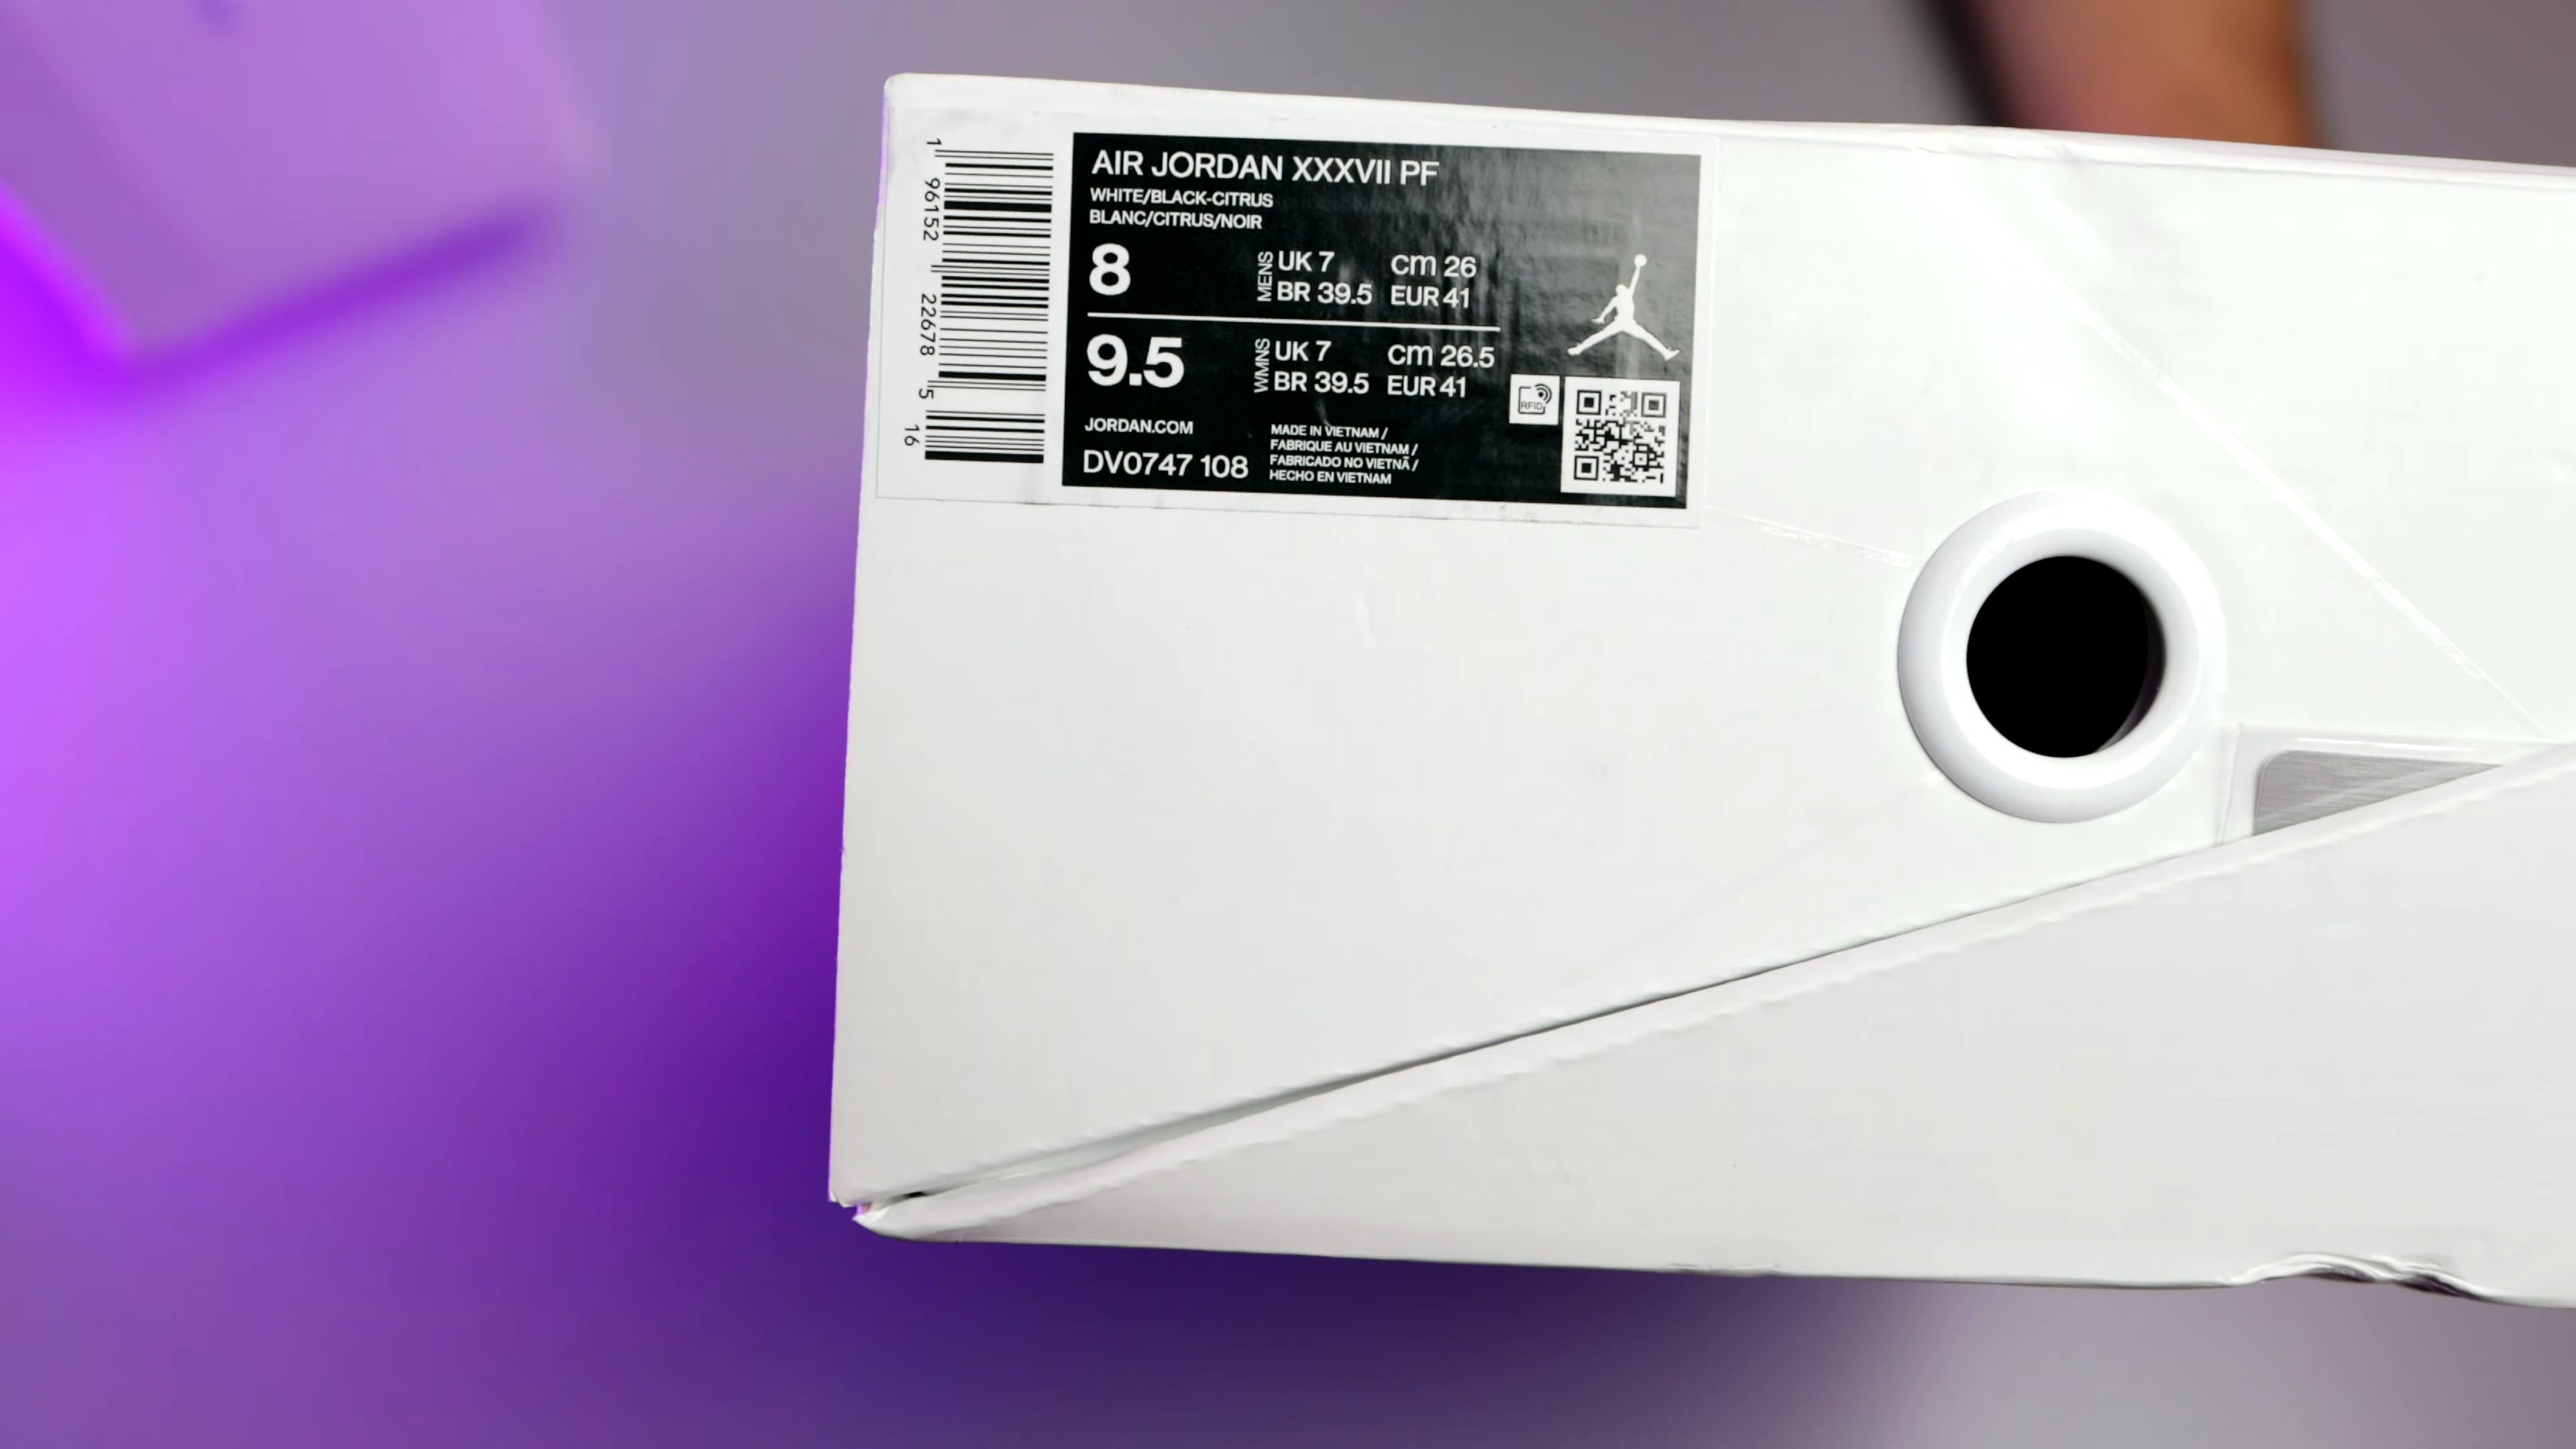 1 96152 22678 5 16
AIR JORDAN XXXVII PF
WHITE/BLACK-CITRUS
BLANC/CITRUS/NOIR
8
MENS
UK 7 cm 26
BR 39.5 EUR 41
9.5
WMNS
UK 7 cm 26.5
BR 39.5 EUR 41
RFID
JORDAN.COM
DV0747 108
MADE IN VIETNAM /
FABRIQUE AU VIETNAM /
FABRICADO NO VIETNÃ /
HECHO EN VIETNAM